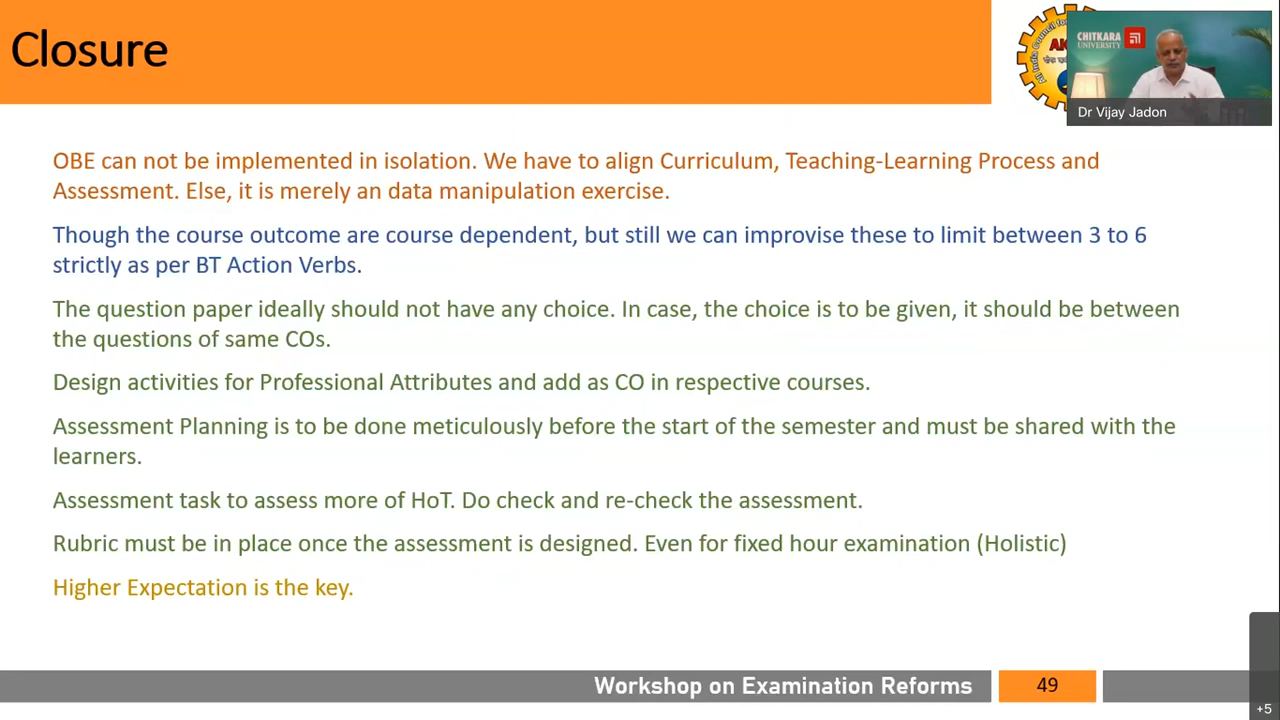 Closure
All India Council for
CHITKARA
UNIVERSITY
Dr Vijay Jadon
OBE can not be implemented in isolation. We have to align Curriculum, Teaching-Learning Process and
Assessment. Else, it is merely an data manipulation exercise.
Though the course outcome are course dependent, but still we can improvise these to limit between 3 to 6
strictly as per BT Action Verbs.
The question paper ideally should not have any choice. In case, the choice is to be given, it should be between
the questions of same COs.
Design activities for Professional Attributes and add as CO in respective courses.
Assessment Planning is to be done meticulously before the start of the semester and must be shared with the
learners.
Assessment task to assess more of HoT. Do check and re-check the assessment.
Rubric must be in place once the assessment is designed. Even for fixed hour examination (Holistic)
Higher Expectation is the key.
Workshop on Examination Reforms
49
+5